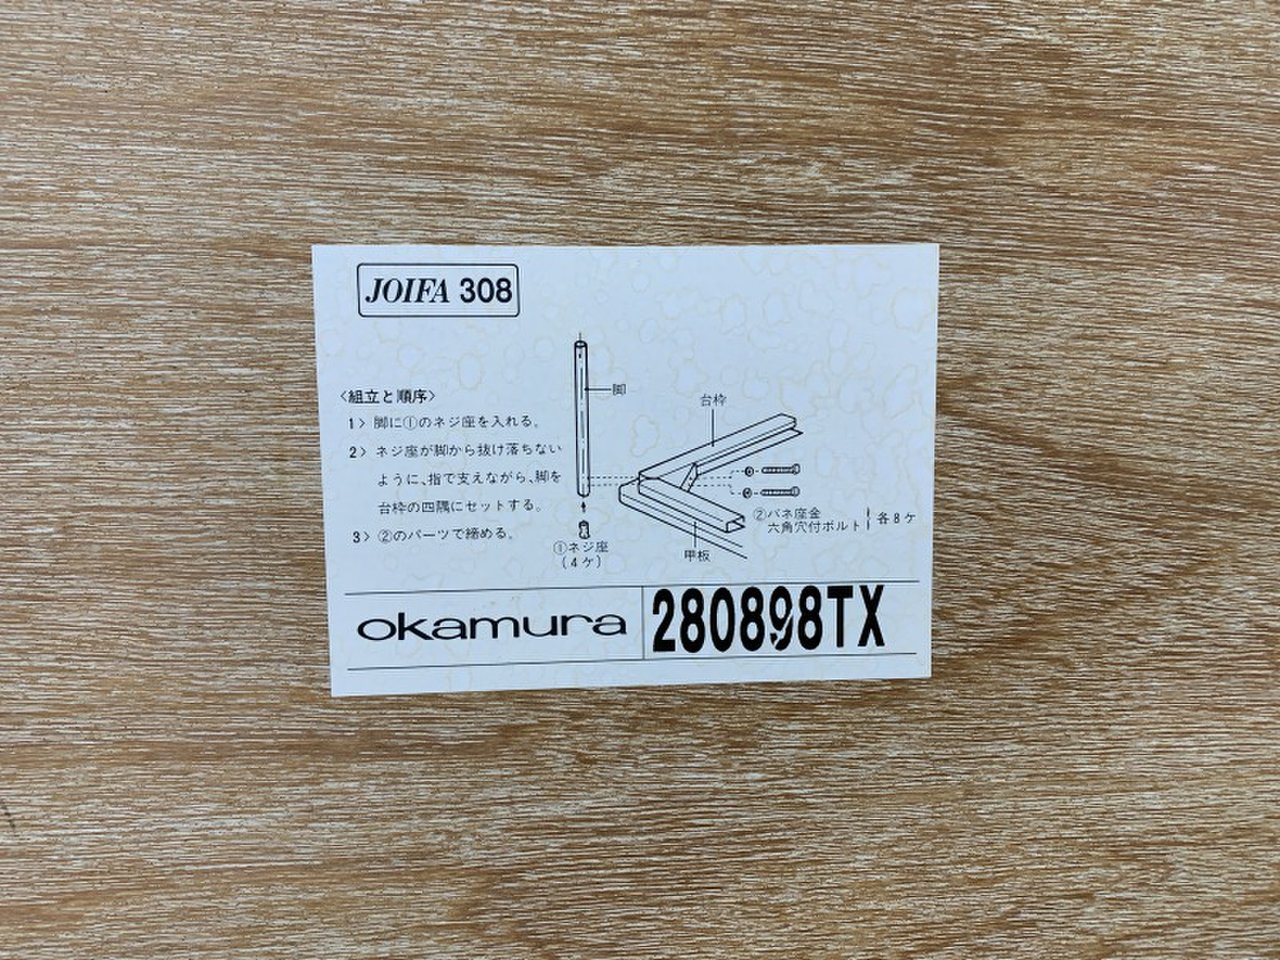 JOIFA 308
〈組立と順序〉
1〉脚に①のネジ座を入れる。
2〉ネジ座が脚から抜け落ちない
ように、指で支えながら、脚を
台枠の四隅にセットする。
3〉②のパーツで締める。
脚
台枠
①ネジ座
(4ケ)
②バネ座金
六角穴付ボルト
各8ケ
甲板
okamura
280898TX